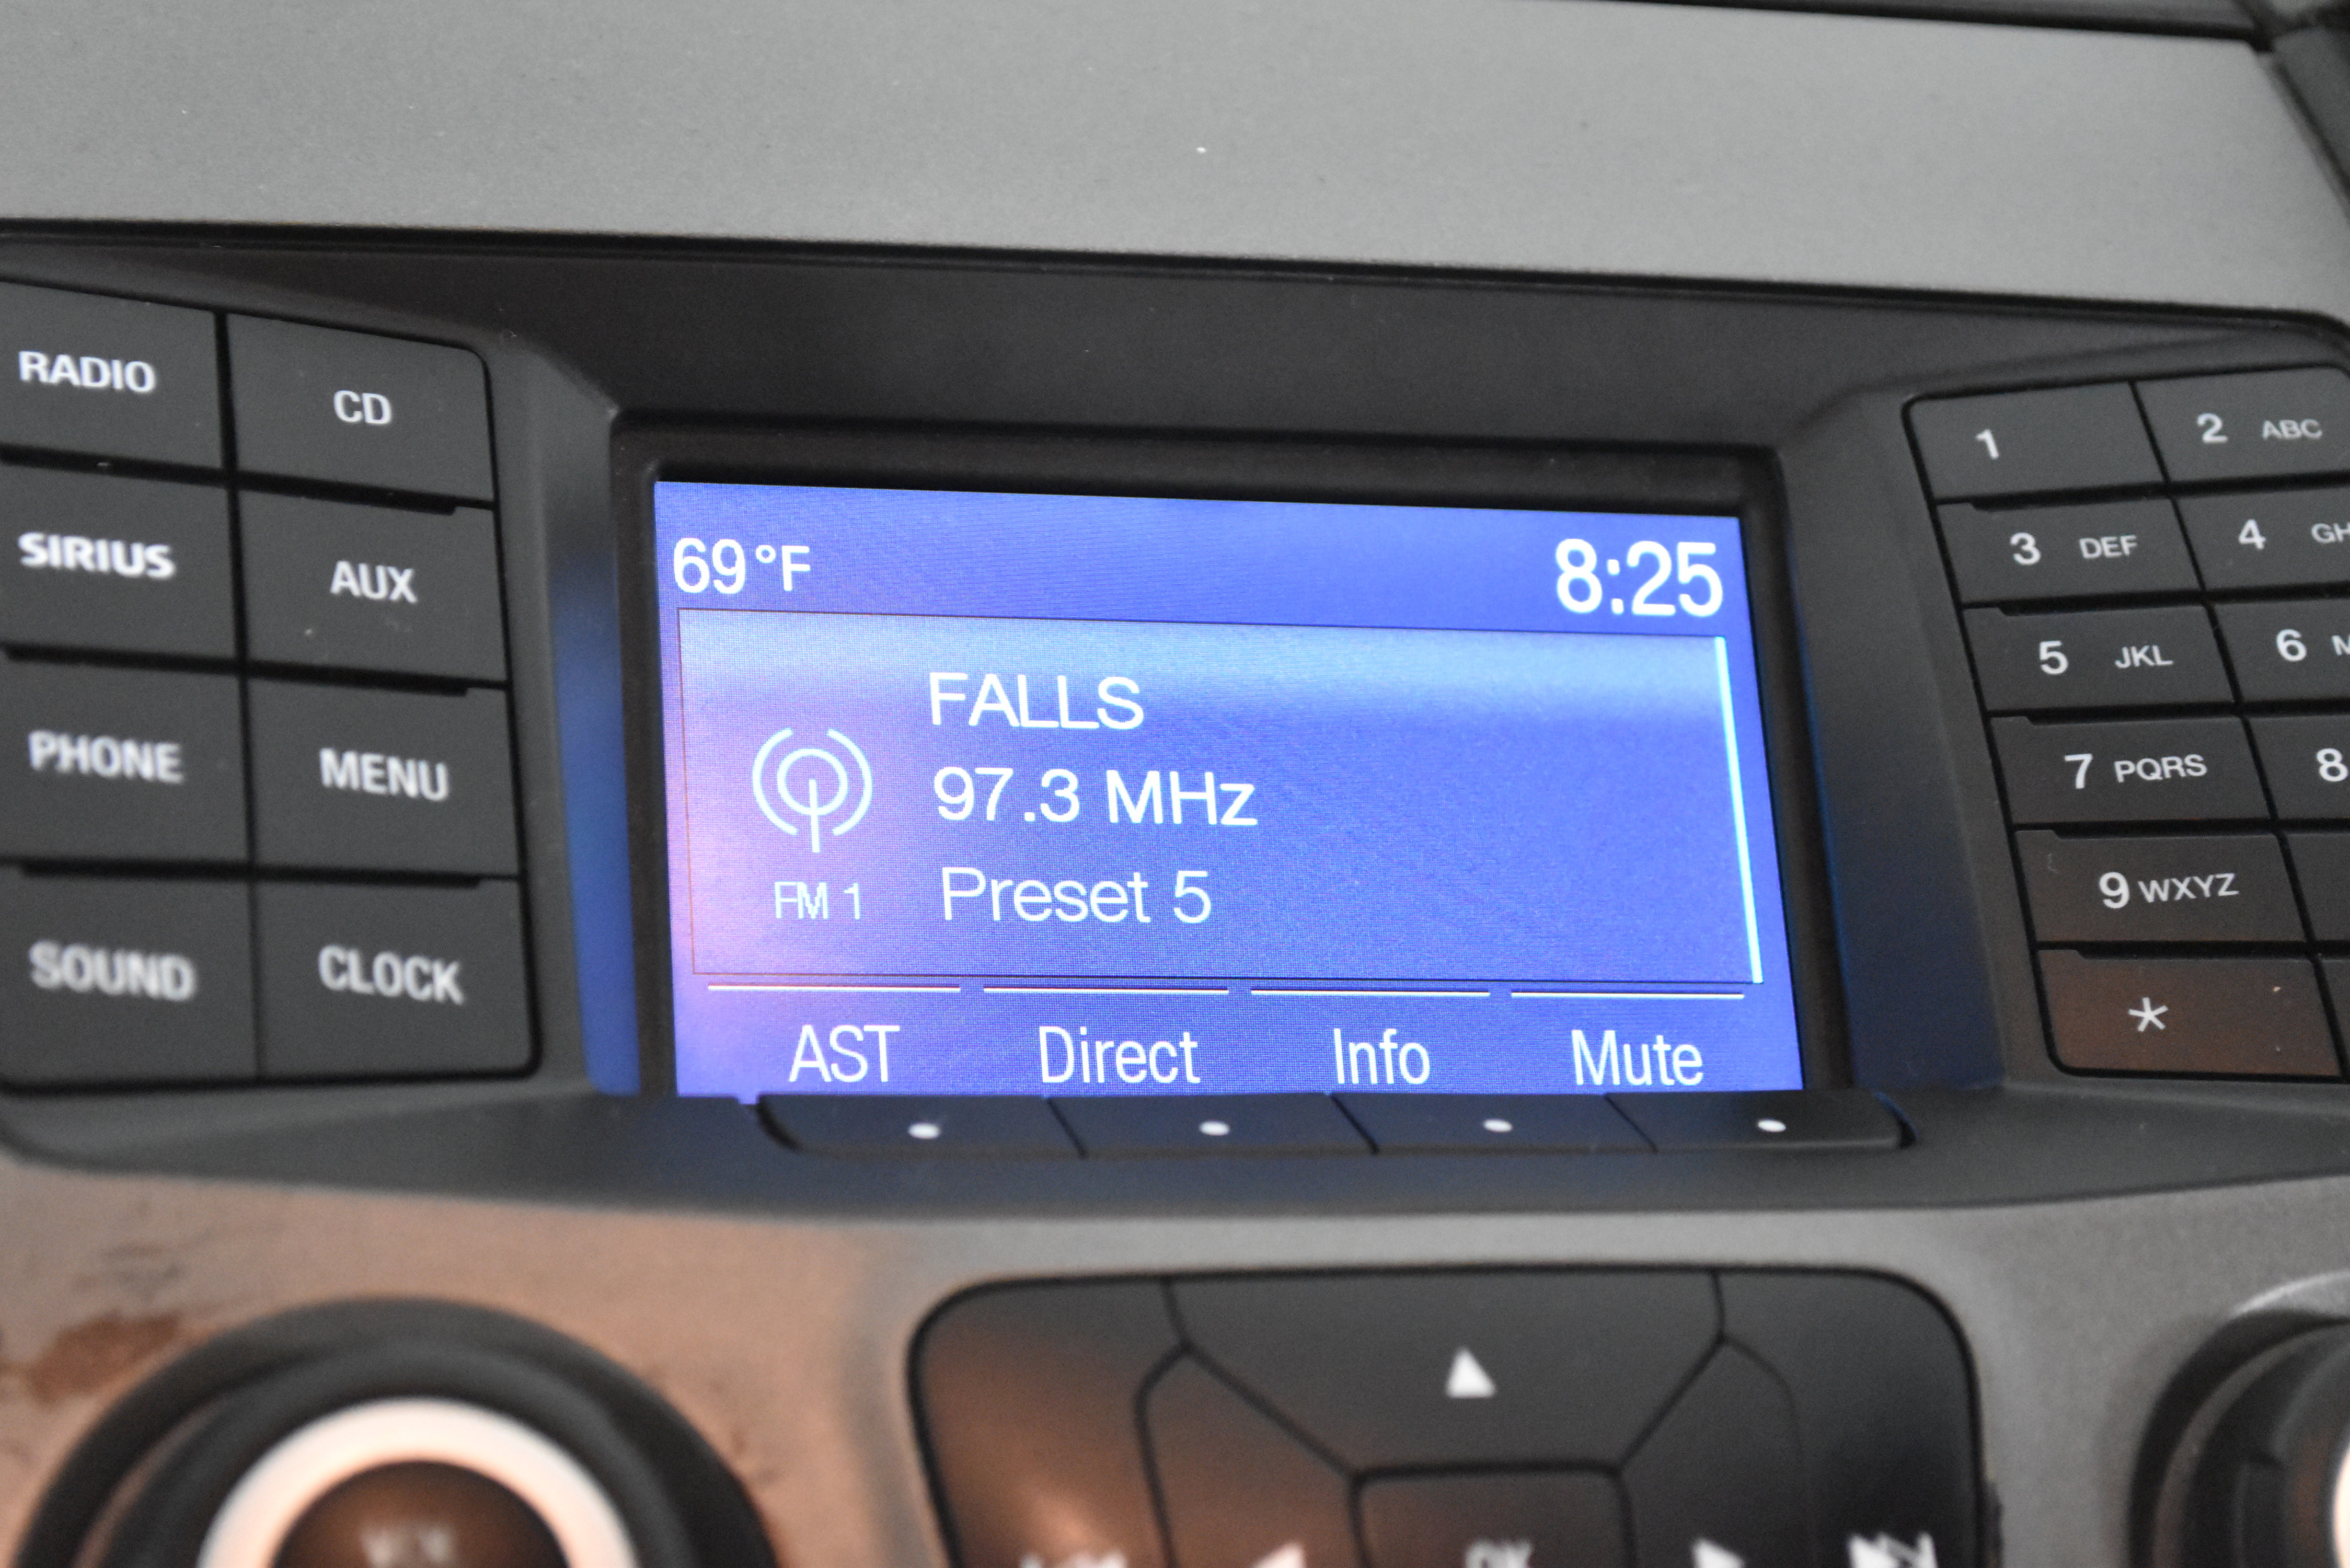 RADIO
CD
SIRIUS
AUX
PHONE
MENU
SOUND
CLOCK
69°F
8:25
FALLS
97.3 MHz
FM 1
Preset 5
AST Direct Info Mute
1
2 ABC
3 DEF
4
5 JKL
6
7 PQRS
8
9 WXYZ
*
OK